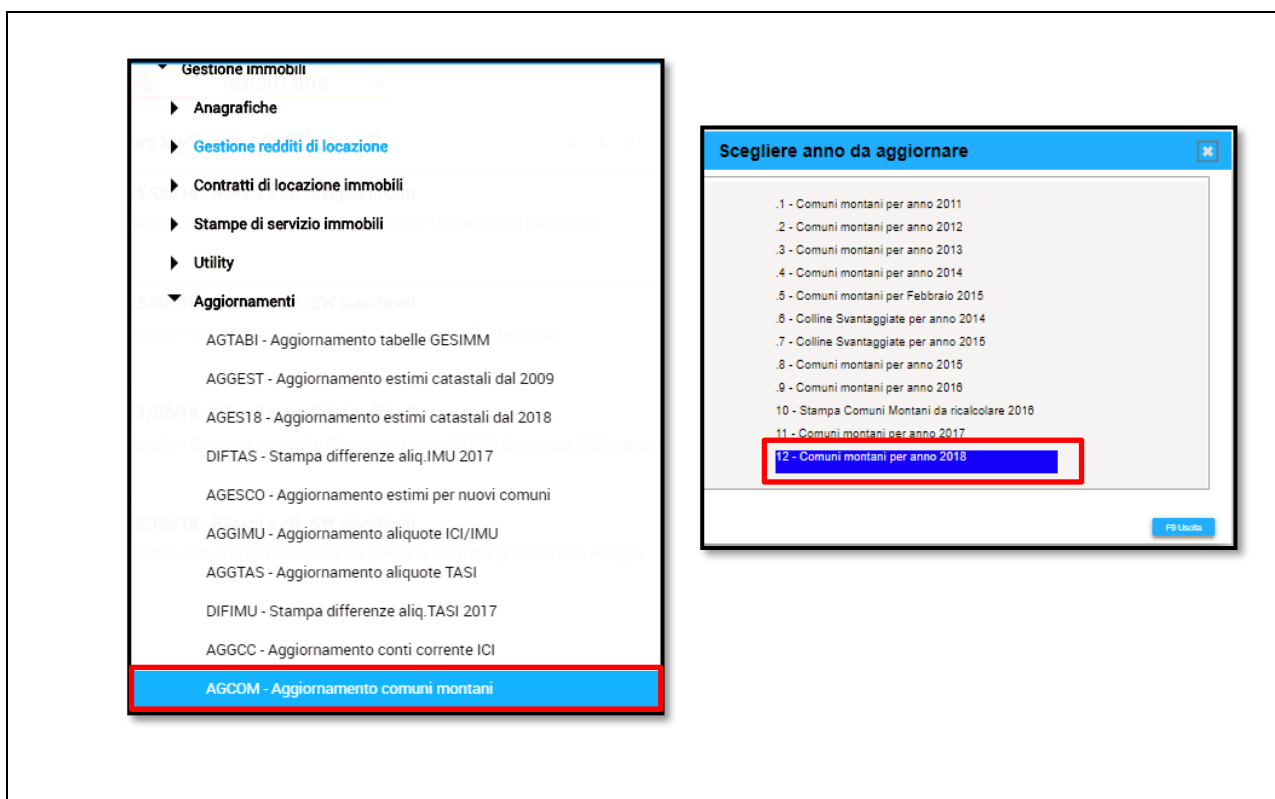 Gestione immobili
Anagrafiche
Gestione redditi di locazione
Contratti di locazione immobili
Stampe di servizio immobili
Utility
Aggiornamenti
AGTABI - Aggiornamento tabelle GESIMM
AGGEST - Aggiornamento estimi catastali dal 2009
AGES18 - Aggiornamento estimi catastali dal 2018
DIFTAS - Stampa differenze aliq.IMU 2017
AGESCO - Aggiornamento estimi per nuovi comuni
AGGIMU - Aggiornamento aliquote ICI/IMU
AGGTAS - Aggiornamento aliquote TASI
DIFIMU - Stampa differenze aliq.TASI 2017
AGGCC - Aggiornamento conti corrente ICI
AGCOM - Aggiornamento comuni montani
Scegliere anno da aggiornare
.1 - Comuni montani per anno 2011
.2 - Comuni montani per anno 2012
.3 - Comuni montani per anno 2013
.4 - Comuni montani per anno 2014
.5 - Comuni montani per Febbraio 2015
.6 - Colline Svantaggiate per anno 2014
.7 - Colline Svantaggiate per anno 2015
.8 - Comuni montani per anno 2015
.9 - Comuni montani per anno 2016
10 - Stampa Comuni Montani da ricalcolare 2016
11 - Comuni montani per anno 2017
12 - Comuni montani per anno 2018
F9 Uscita